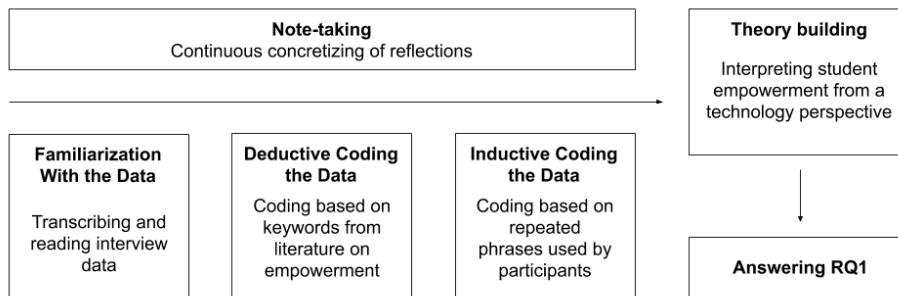 Note-taking
Continuous concretizing of reflections
Theory building
Interpreting student
empowerment from a
technology perspective
Familiarization
With the Data
Transcribing and
reading interview
data
Deductive Coding
the Data
Coding based on
keywords from
literature on
empowerment
Inductive Coding
the Data
Coding based on
repeated
phrases used by
participants
Answering RQ1